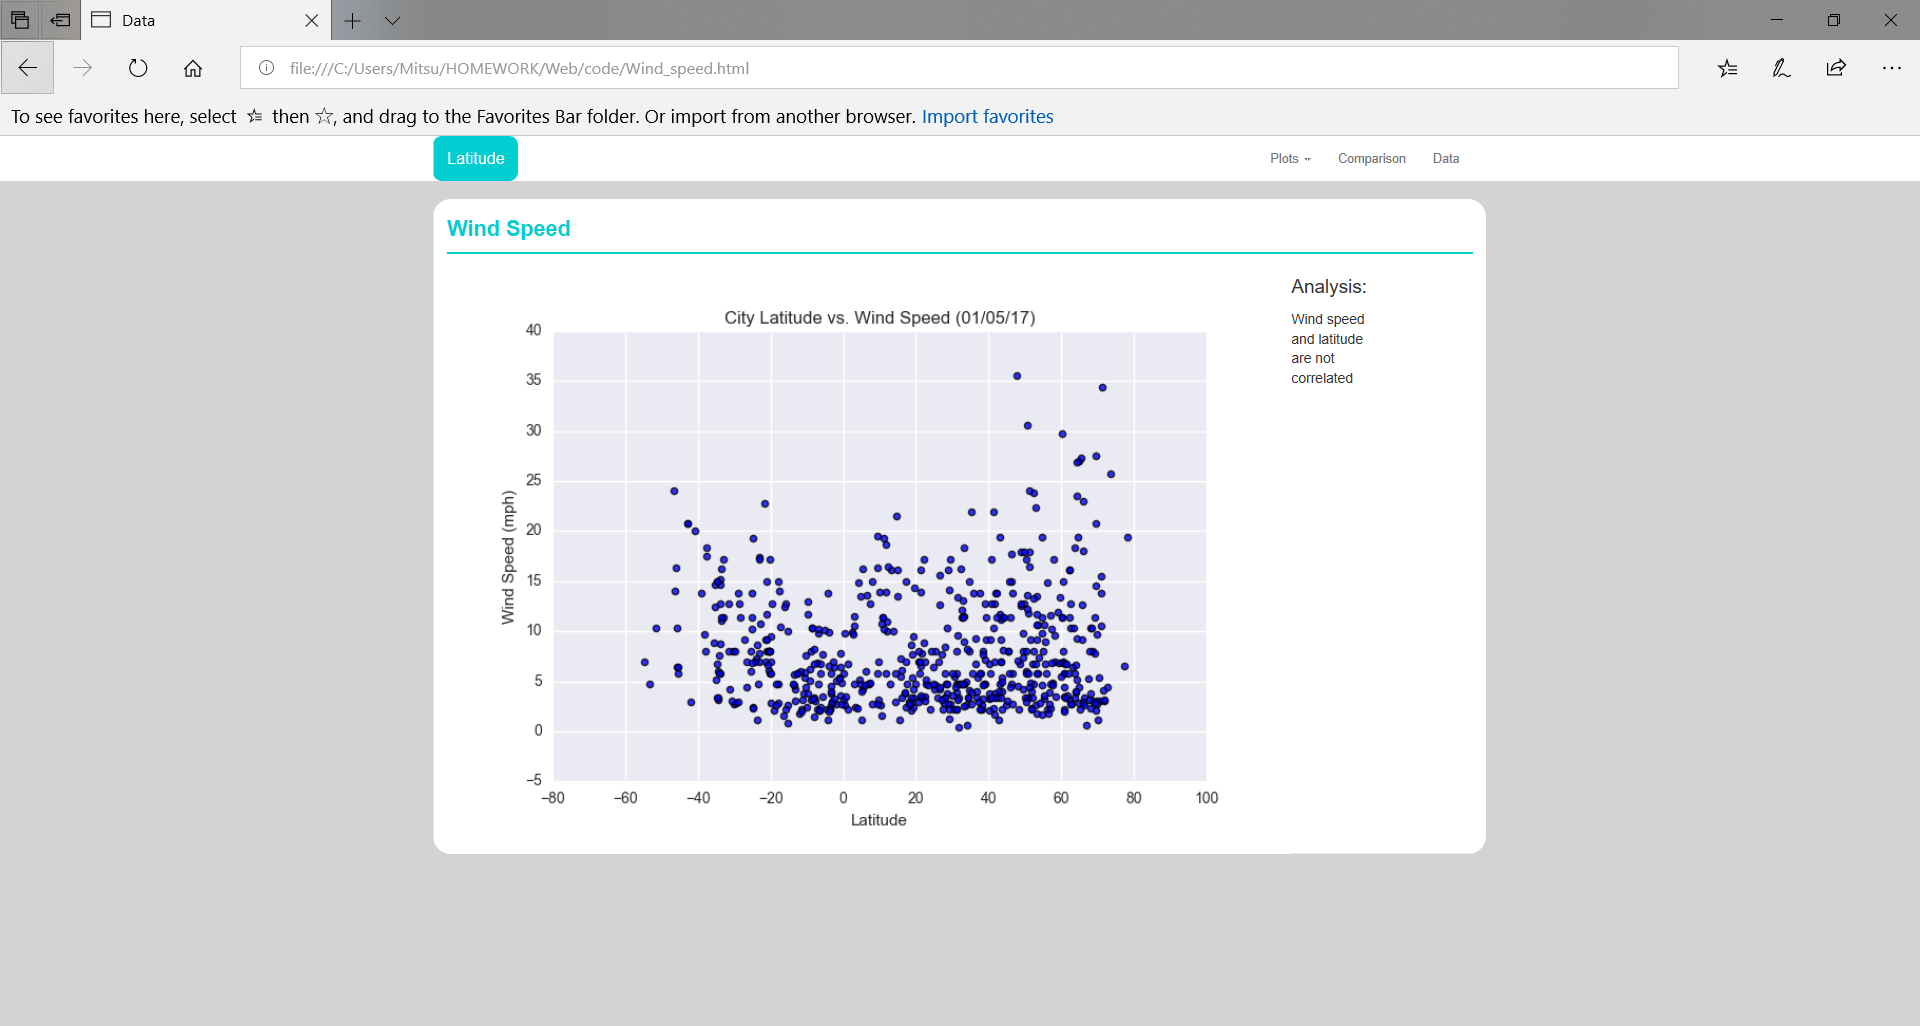 Data
file:///C:/Users/Mitsu/HOMEWORK/Web/code/Wind_speed.html
To see favorites here, select then , and drag to the Favorites Bar folder. Or import from another browser. Import favorites
Latitude
Plots Comparison Data
Wind Speed
Analysis:
Wind speed
and latitude
are not
correlated
City Latitude vs. Wind Speed (01/05/17)
40
35
30
25
20
15
10
5
0
−5
Wind Speed (mph)
−80 −60 −40 −20 0 20 40 60 80 100
Latitude